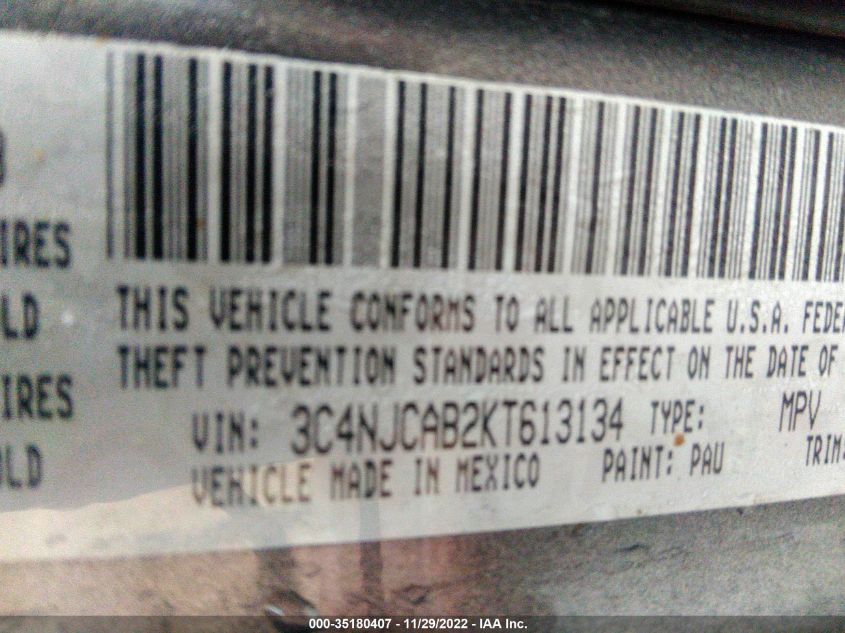 IRES
LD
IRES
OLD
THIS VEHICLE CONFORMS TO ALL APPLICABLE U.S.A. FEDE
THEFT PREVENTION STANDARDS IN EFFECT ON THE DATE OF
VIN: 3C4NJCAB2KT613134 TYPE: MPV
VEHICLE MADE IN MEXICO PAINT: PAU TRIM:
000-35180407 - 11/29/2022 - IAA Inc.